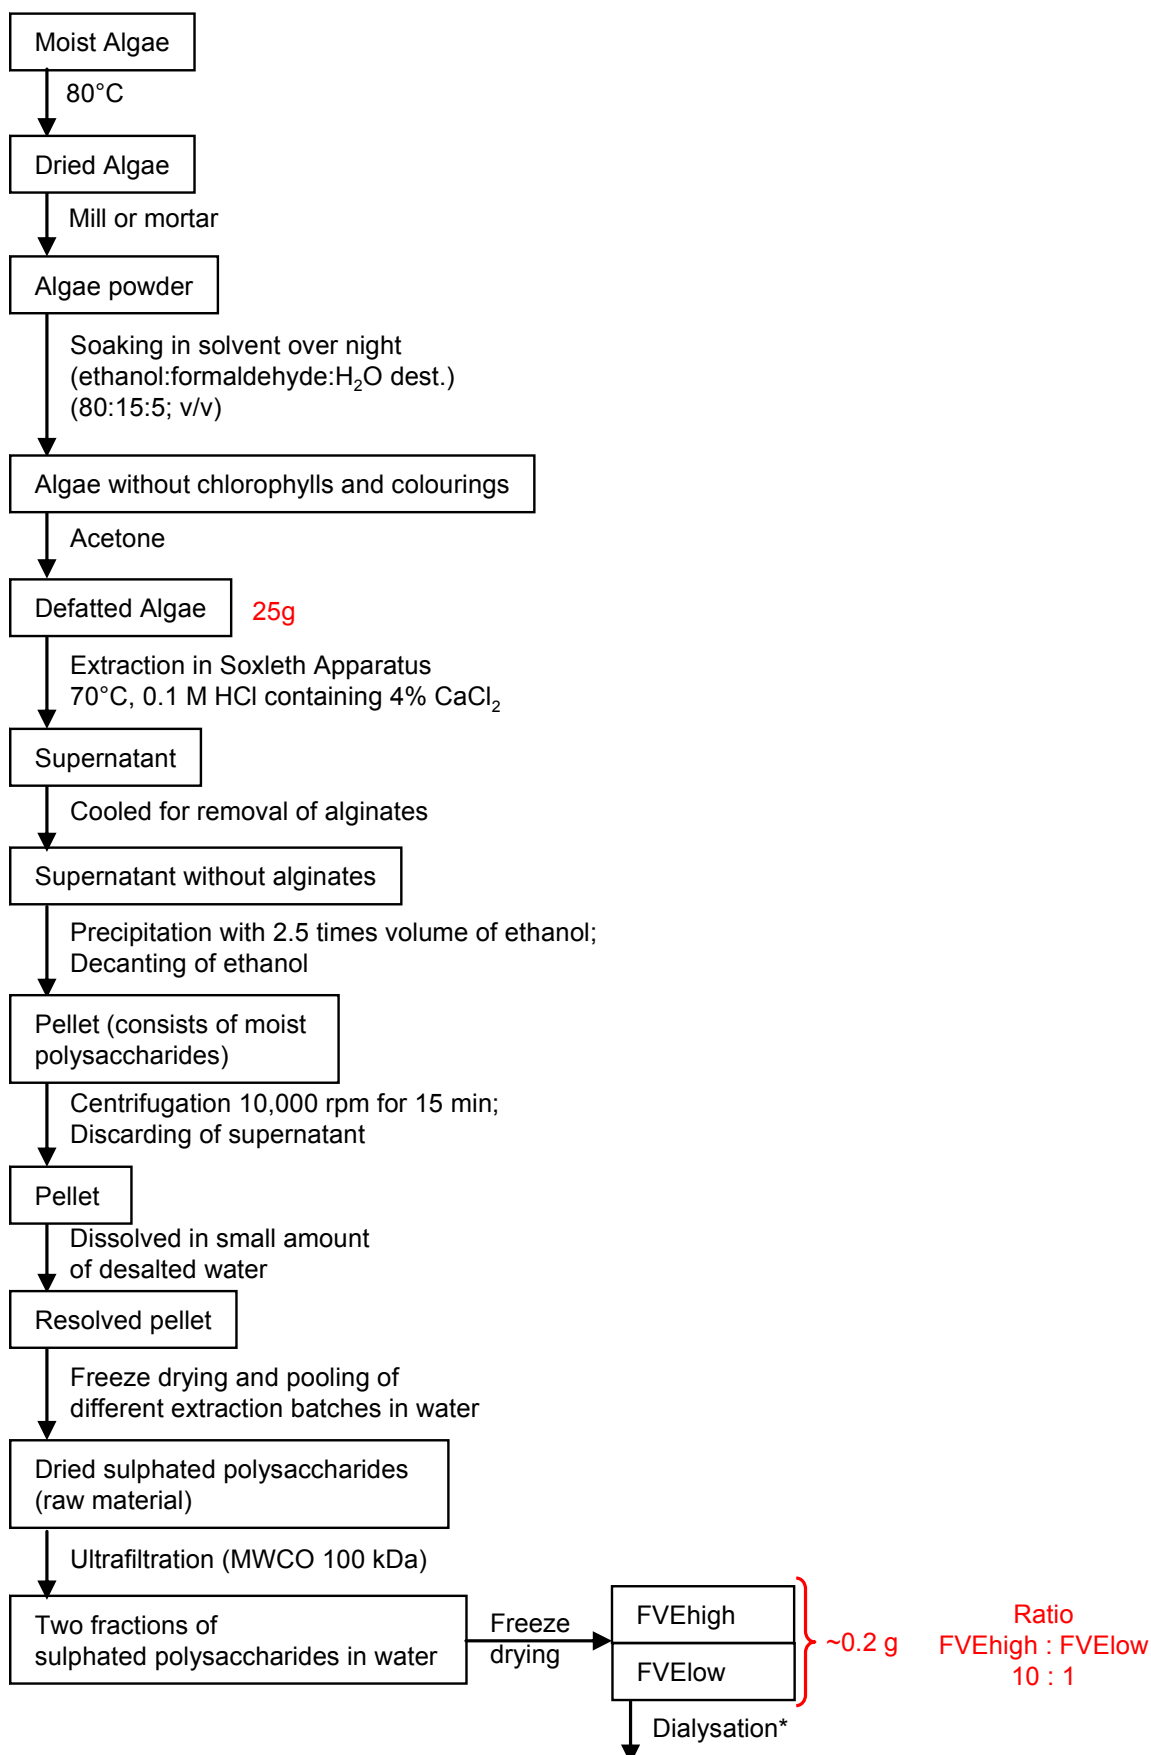 Moist Algae
80°C
Dried Algae
Mill or mortar
Algae powder
Soaking in solvent over night
(ethanol:formaldehyde:H₂O dest.)
(80:15:5; v/v)
Algae without chlorophylls and colourings
Acetone
Defatted Algae
25g
Extraction in Soxleth Apparatus
70°C, 0.1 M HCl containing 4% CaCl₂
Supernatant
Cooled for removal of alginates
Supernatant without alginates
Precipitation with 2.5 times volume of ethanol;
Decanting of ethanol
Pellet (consists of moist
polysaccharides)
Centrifugation 10,000 rpm for 15 min;
Discarding of supernatant
Pellet
Dissolved in small amount
of desalted water
Resolved pellet
Freeze drying and pooling of
different extraction batches in water
Dried sulphated polysaccharides
(raw material)
Ultrafiltration (MWCO 100 kDa)
Two fractions of
sulphated polysaccharides in water
Freeze
drying
FVEhigh
FVElow
~0.2 g
Ratio
FVEhigh : FVElow
10 : 1
Dialysation*